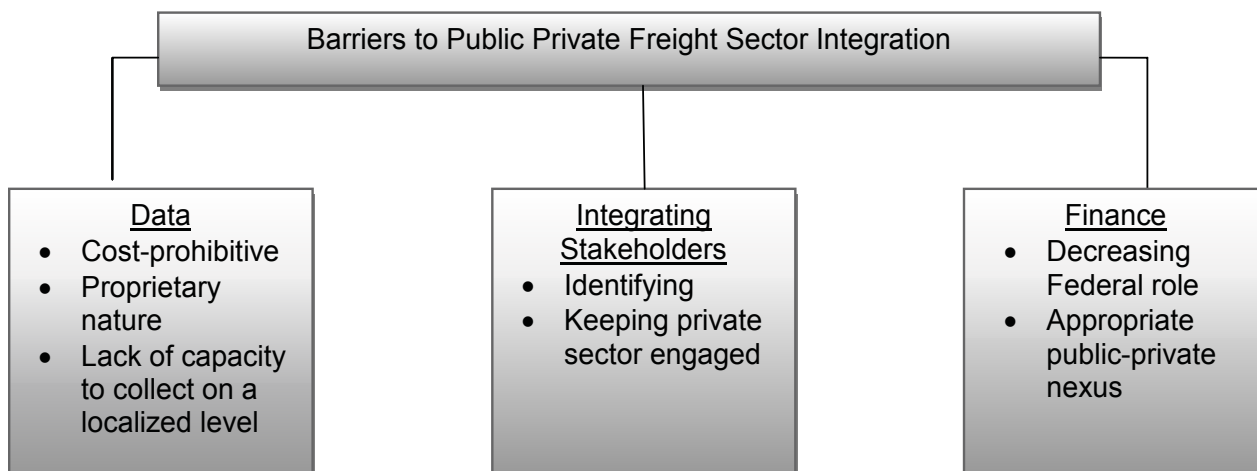 Barriers to Public Private Freight Sector Integration
Data
• Cost-prohibitive
• Proprietary
nature
• Lack of capacity
to collect on a
localized level
Integrating
Stakeholders
• Identifying
• Keeping private
sector engaged
Finance
• Decreasing
Federal role
• Appropriate
public-private
nexus